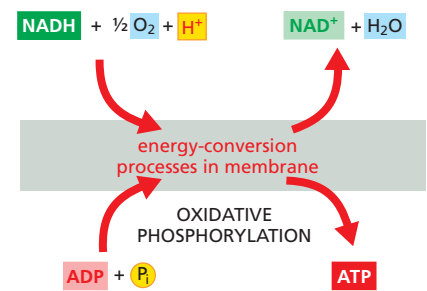 NADH + ½ O₂ + H⁺ NAD⁺ + H₂O
energy-conversion
processes in membrane
OXIDATIVE
PHOSPHORYLATION
ADP + Pᵢ ATP